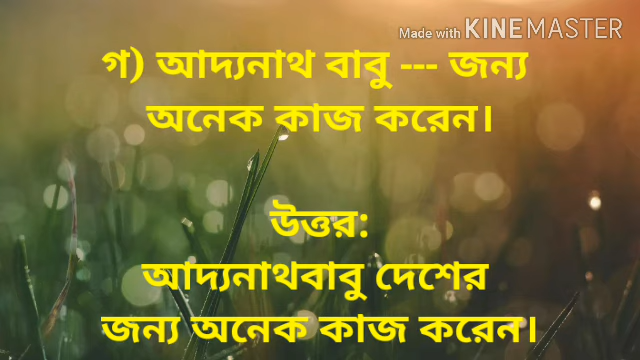 Made with KINEMASTER
গ) আদ্যনাথ বাবু --- জন্য
অনেক কাজ করেন।
উত্তর:
আদ্যনাথবাবু দেশের
জন্য অনেক কাজ করেন।